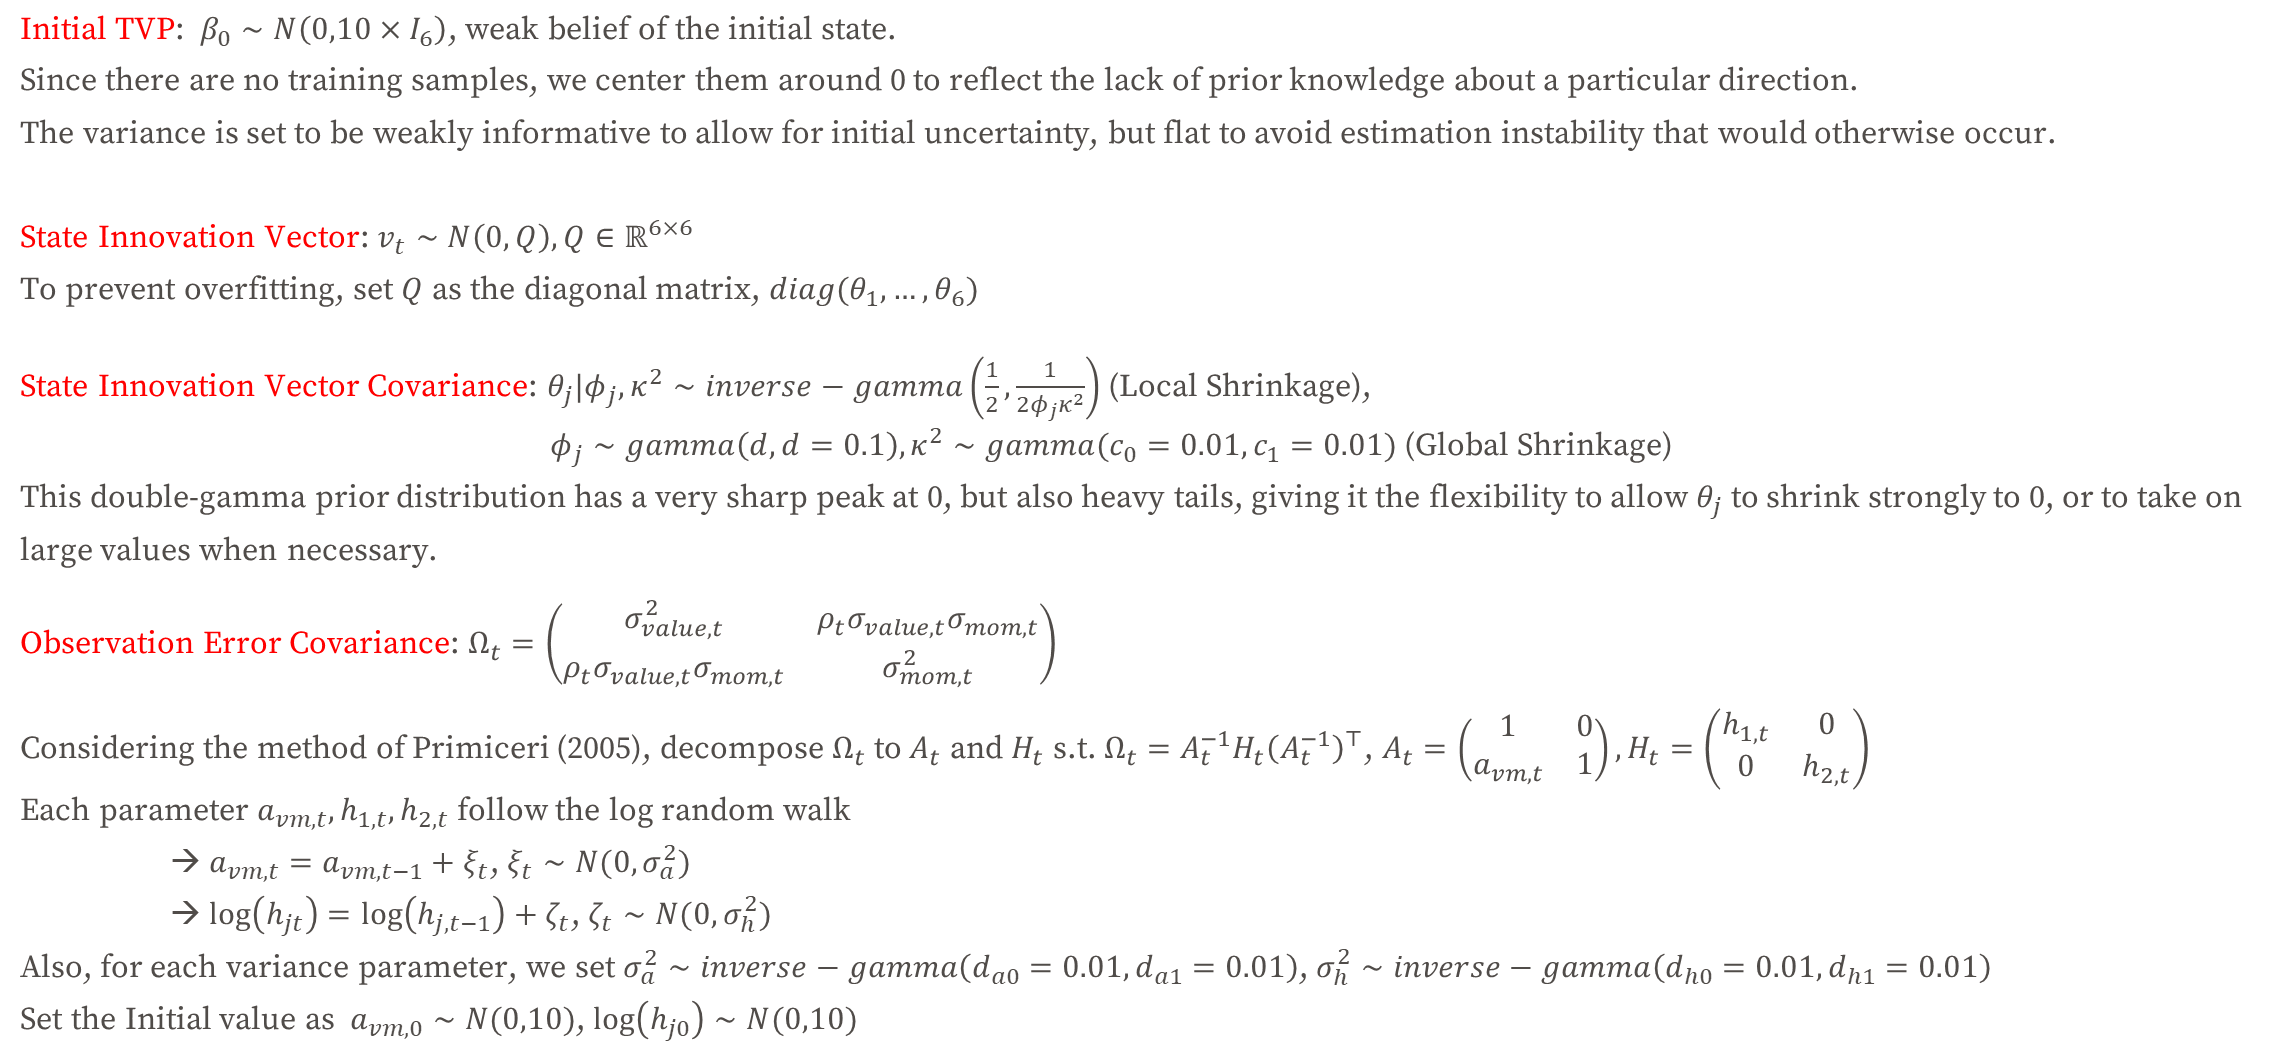 Initial TVP: β₀ ~ N(0,10 × I₆), weak belief of the initial state.
Since there are no training samples, we center them around 0 to reflect the lack of prior knowledge about a particular direction.
The variance is set to be weakly informative to allow for initial uncertainty, but flat to avoid estimation instability that would otherwise occur.
State Innovation Vector: v_t ~ N(0, Q), Q ∈ ℝ^{6×6}
To prevent overfitting, set Q as the diagonal matrix, diag(θ₁, … , θ₆)
State Innovation Vector Covariance: θ_j|ϕ_j, κ² ~ inverse − gamma(1/2, 1/(2ϕ_jκ²)) (Local Shrinkage),
ϕ_j ~ gamma(d, d = 0.1), κ² ~ gamma(c₀ = 0.01, c₁ = 0.01) (Global Shrinkage)
This double-gamma prior distribution has a very sharp peak at 0, but also heavy tails, giving it the flexibility to allow θ_j to shrink strongly to 0, or to take on
large values when necessary.
Observation Error Covariance: Ω_t = (σ²_{value,t} ρ_tσ_{value,t}σ_{mom,t} ; ρ_tσ_{value,t}σ_{mom,t} σ²_{mom,t})
Considering the method of Primiceri (2005), decompose Ω_t to A_t and H_t s.t. Ω_t = A_t^{−1}H_t(A_t^{−1})^⊤, A_t = (1 0 ; a_{vm,t} 1), H_t = (h_{1,t} 0 ; 0 h_{2,t})
Each parameter a_{vm,t}, h_{1,t}, h_{2,t} follow the log random walk
→ a_{vm,t} = a_{vm,t−1} + ξ_t, ξ_t ~ N(0, σ_a²)
→ log(h_{jt}) = log(h_{j,t−1}) + ζ_t, ζ_t ~ N(0, σ_h²)
Also, for each variance parameter, we set σ_a² ~ inverse − gamma(d_{a0} = 0.01, d_{a1} = 0.01), σ_h² ~ inverse − gamma(d_{h0} = 0.01, d_{h1} = 0.01)
Set the Initial value as a_{vm,0} ~ N(0,10), log(h_{j0}) ~ N(0,10)